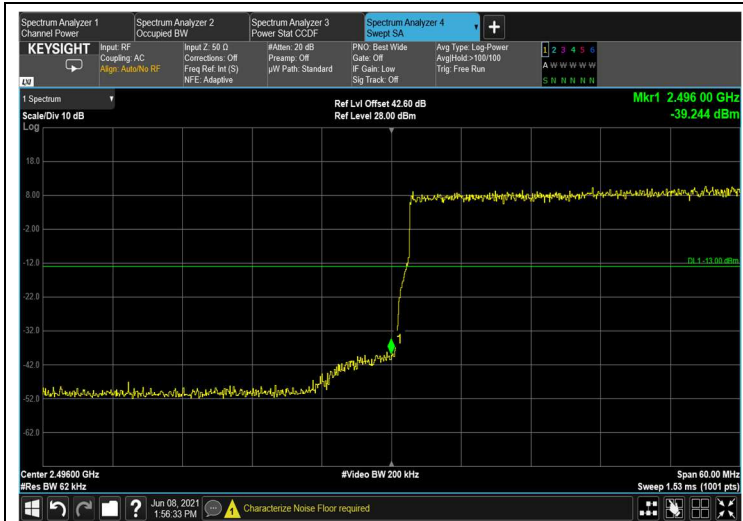 Spectrum Analyzer 1
Channel Power
Spectrum Analyzer 2
Occupied BW
Spectrum Analyzer 3
Power Stat CCDF
Spectrum Analyzer 4
Swept SA
KEYSIGHT
LXI
Input: RF
Coupling: AC
Align: Auto/No RF
Input Z: 50 Ω
Corrections: Off
Freq Ref: Int (S)
NFE: Adaptive
#Atten: 20 dB
Preamp: Off
µW Path: Standard
PNO: Best Wide
Gate: Off
IF Gain: Low
Sig Track: Off
Avg Type: Log-Power
Avg|Hold:>100/100
Trig: Free Run
1 2 3 4 5 6
A W W W W W
S N N N N N
1 Spectrum
Scale/Div 10 dB
Log
Ref Lvl Offset 42.60 dB
Ref Level 28.00 dBm
Mkr1 2.496 00 GHz
-39.244 dBm
18.0
8.00
-2.00
-12.0
DL1 -13.00 dBm
-22.0
-32.0
1
-42.0
-52.0
-62.0
Center 2.49600 GHz
#Res BW 62 kHz
#Video BW 200 kHz
Span 60.00 MHz
Sweep 1.53 ms (1001 pts)
Jun 08, 2021
1:56:33 PM
Characterize Noise Floor required